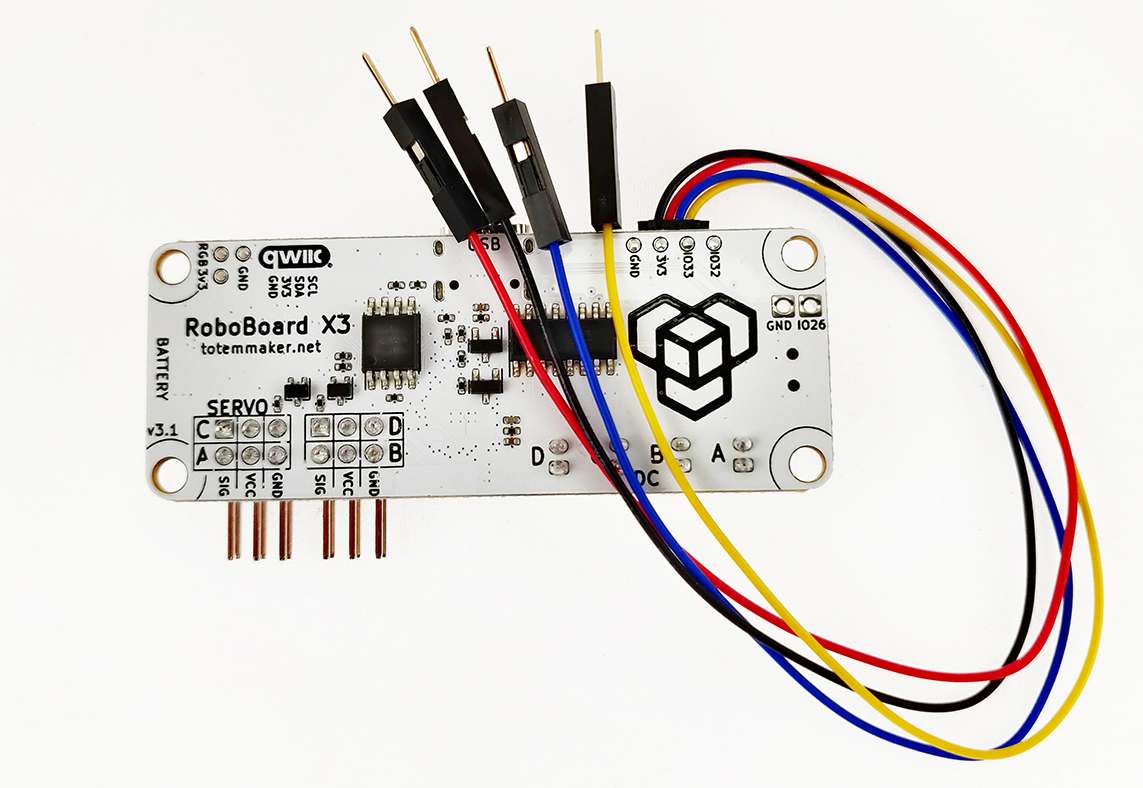 USB
RGB
3V3
GND
qwiic
SCL
SDA
3V3
GND
GND
3V3
IO33
IO32
RoboBoard X3
totemmaker.net
GND IO26
BATTERY
v3.1
SERVO
C
D
A
B
SIG
VCC
GND
SIG
VCC
GND
D
B
A
DC